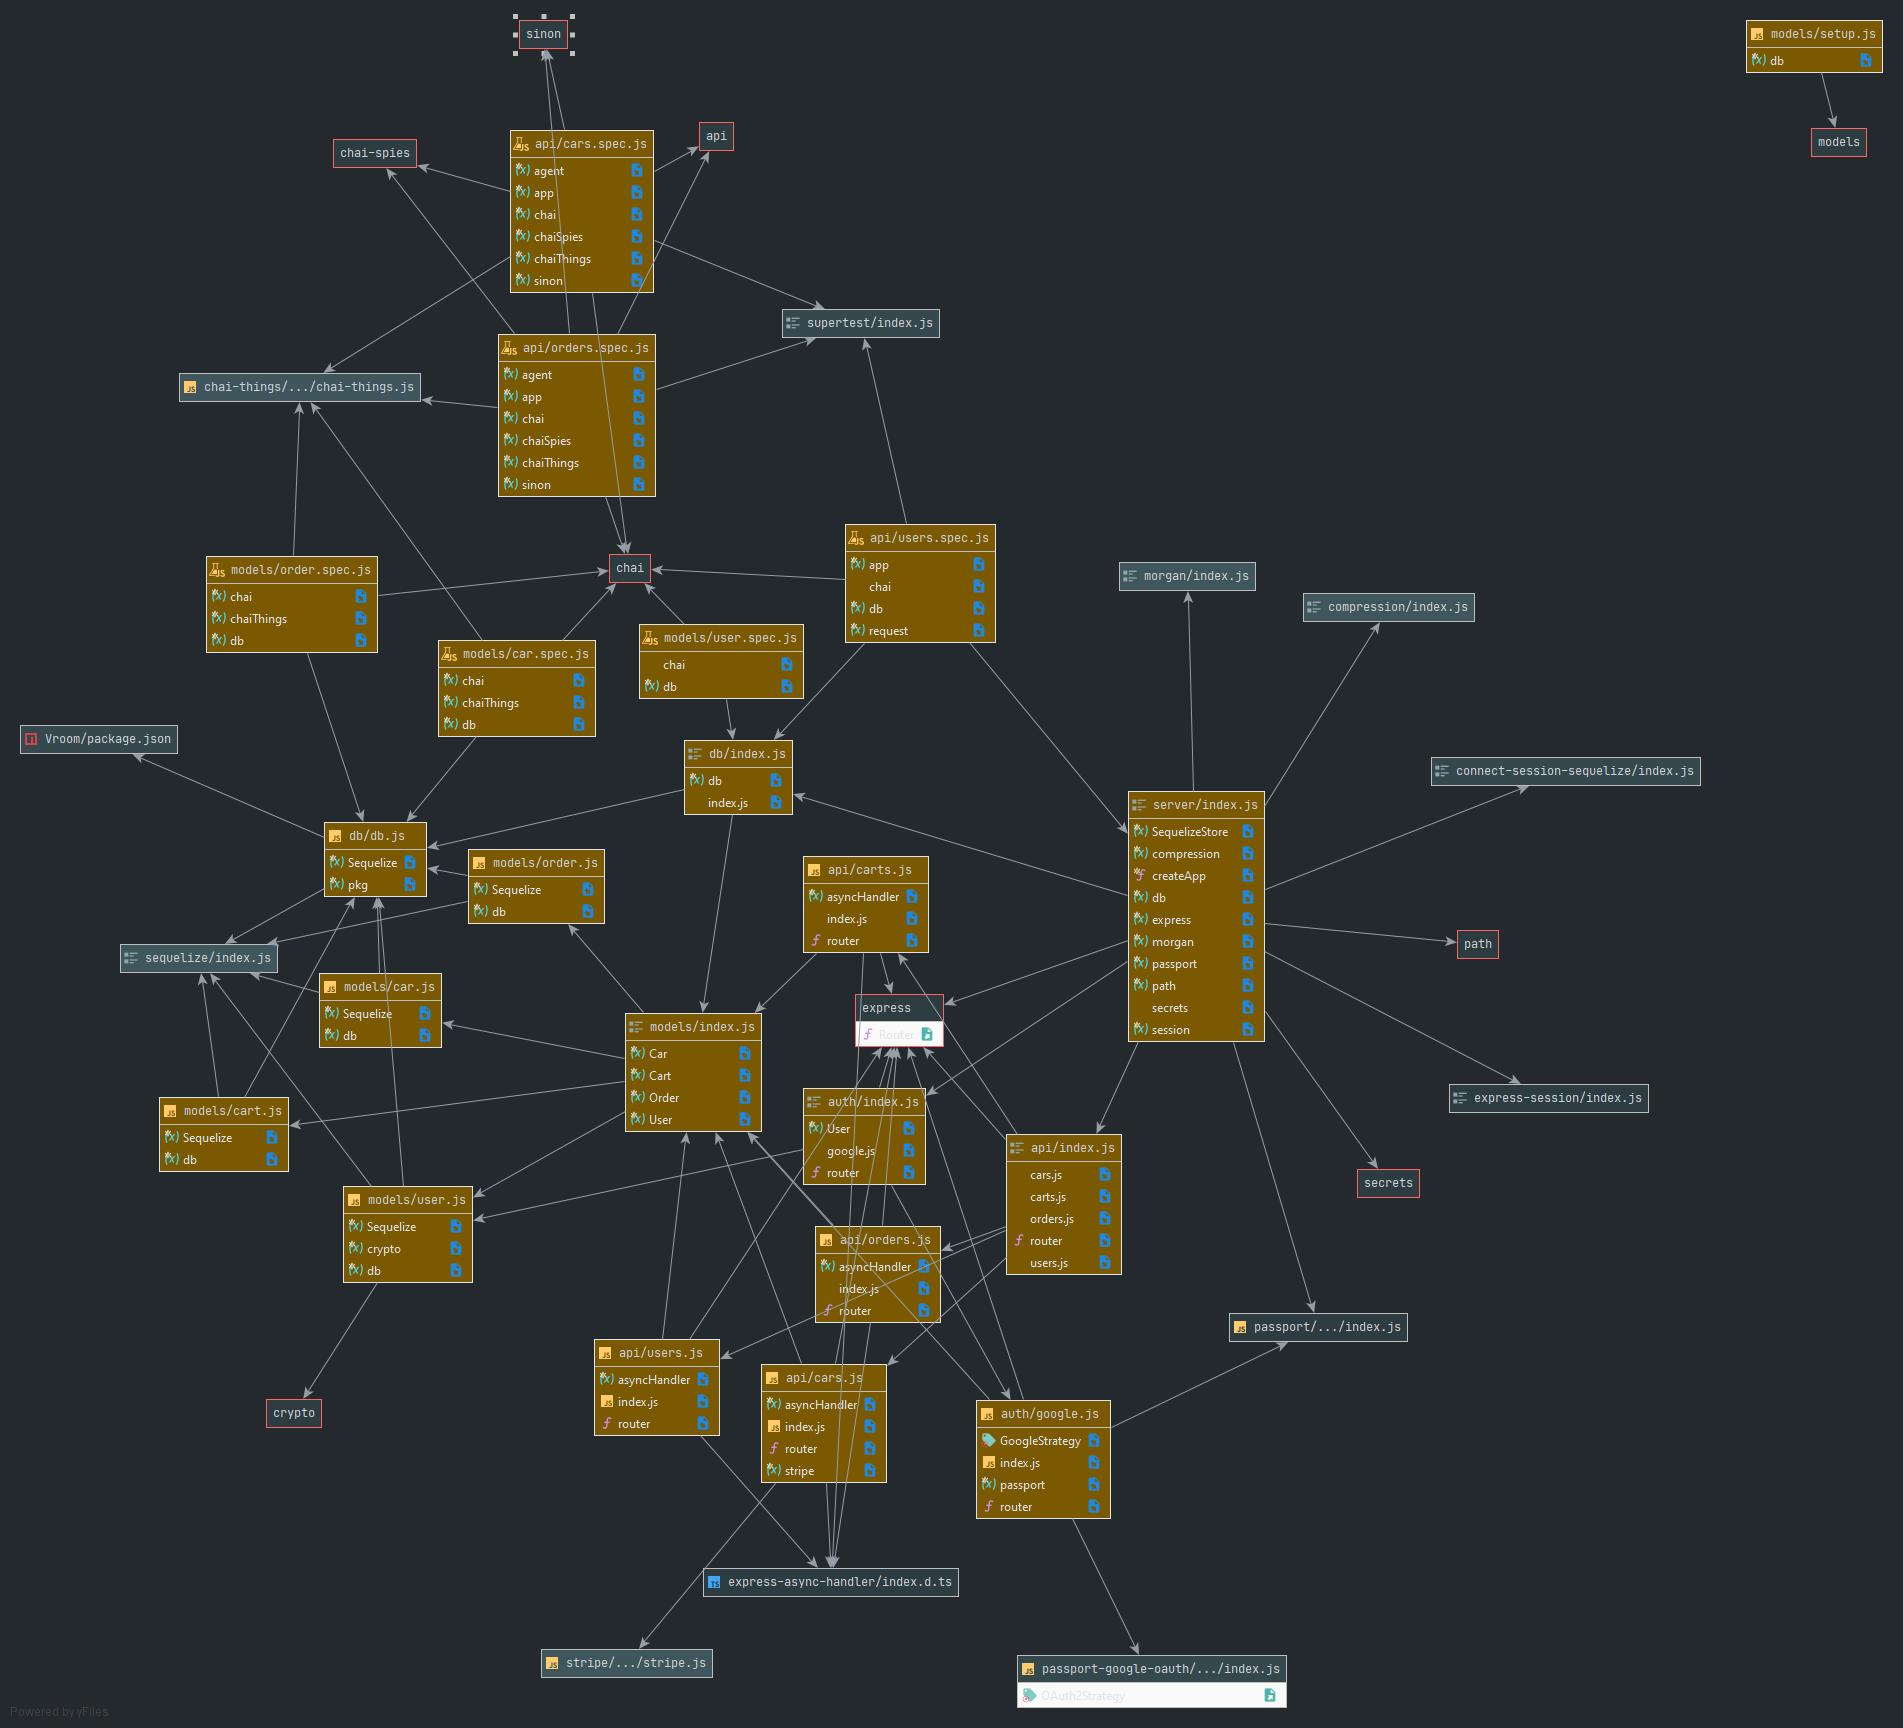 sinon
models/setup.js
db
models
api
chai-spies
api/cars.spec.js
agent
app
chai
chaiSpies
chaiThings
sinon
supertest/index.js
api/orders.spec.js
agent
app
chai
chaiSpies
chaiThings
sinon
chai-things/.../chai-things.js
api/users.spec.js
app
chai
db
request
chai
models/order.spec.js
chai
chaiThings
db
morgan/index.js
compression/index.js
models/user.spec.js
chai
db
models/car.spec.js
chai
chaiThings
db
Vroom/package.json
db/index.js
db
index.js
connect-session-sequelize/index.js
server/index.js
SequelizeStore
compression
createApp
db
express
morgan
passport
path
secrets
session
db/db.js
Sequelize
pkg
models/order.js
Sequelize
db
api/carts.js
asyncHandler
index.js
router
path
sequelize/index.js
models/car.js
Sequelize
db
express
Router
models/index.js
Car
Cart
Order
User
express-session/index.js
auth/index.js
User
google.js
router
models/cart.js
Sequelize
db
api/index.js
cars.js
carts.js
orders.js
router
users.js
secrets
models/user.js
Sequelize
crypto
db
api/orders.js
asyncHandler
index.js
router
passport/.../index.js
api/users.js
asyncHandler
index.js
router
api/cars.js
asyncHandler
index.js
router
stripe
crypto
auth/google.js
GoogleStrategy
index.js
passport
router
express-async-handler/index.d.ts
stripe/.../stripe.js
passport-google-oauth/.../index.js
OAuth2Strategy
Powered by yFiles